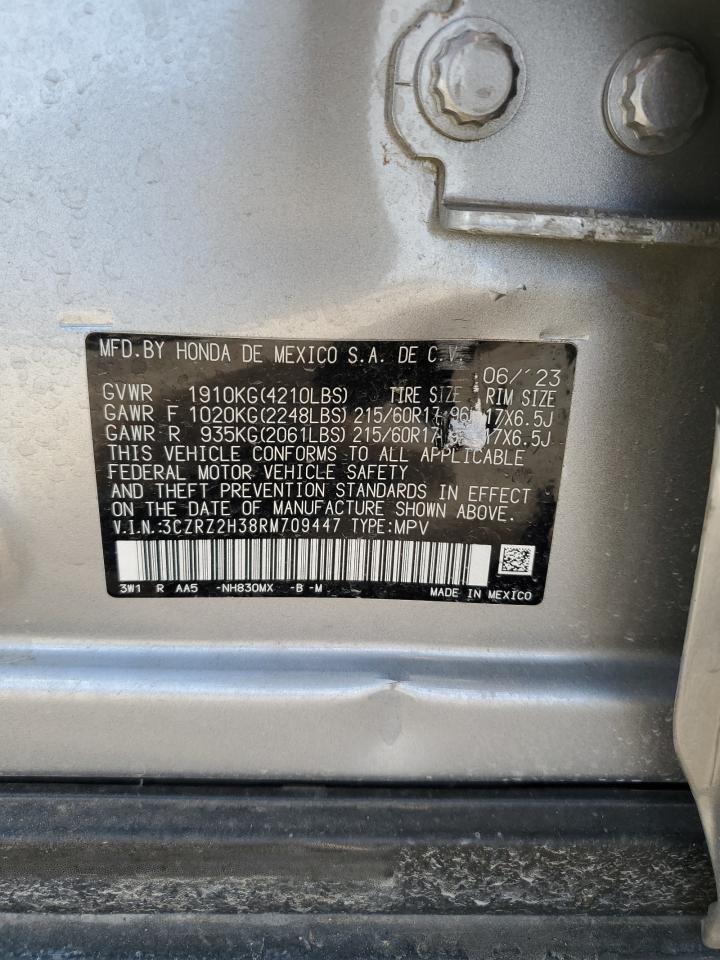 MFD.BY HONDA DE MEXICO S.A. DE C.V.
06/'23
GVWR 1910KG(4210LBS) TIRE SIZE RIM SIZE
GAWR F 1020KG(2248LBS) 215/60R17 17X6.5J
GAWR R 935KG(2061LBS) 215/60R17 17X6.5J
THIS VEHICLE CONFORMS TO ALL APPLICABLE
FEDERAL MOTOR VEHICLE SAFETY
AND THEFT PREVENTION STANDARDS IN EFFECT
ON THE DATE OF MANUFACTURE SHOWN ABOVE.
V.I.N.:3CZRZ2H38RM709447 TYPE:MPV
3W1 R AA5 -NH830MX -B -M MADE IN MEXICO